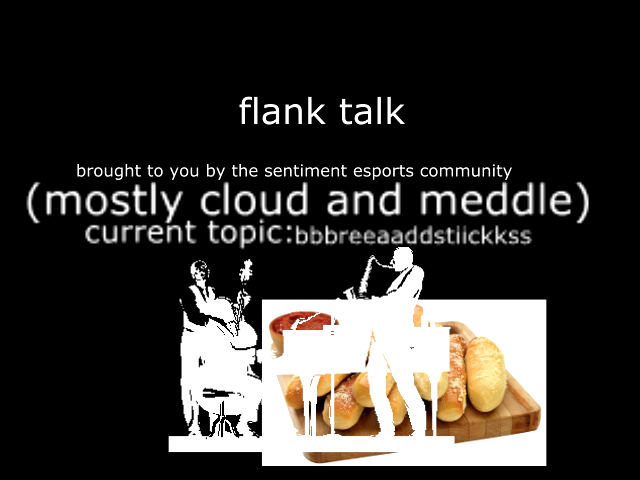 flank talk
brought to you by the sentiment esports community
(mostly cloud and meddle)
current topic:bbbreeaaddstiickkss